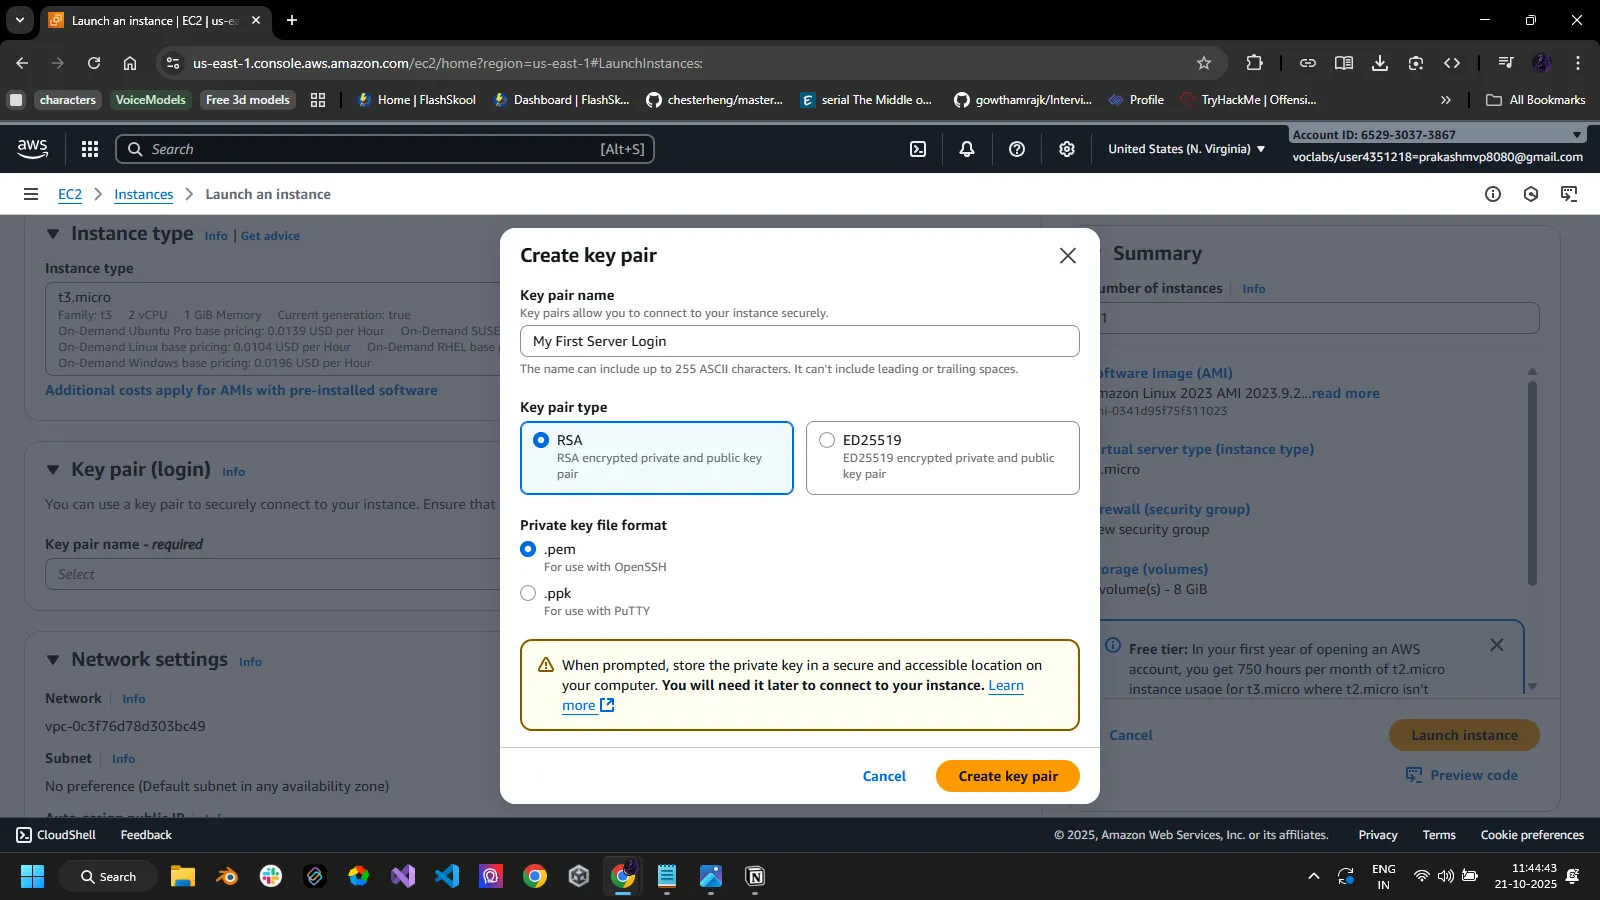 Launch an instance | EC2 | us-ea
us-east-1.console.aws.amazon.com/ec2/home?region=us-east-1#LaunchInstances:
characters
VoiceModels
Free 3d models
Home | FlashSkool
Dashboard | FlashSk...
chesterheng/master...
serial The Middle o...
gowthamrajk/Intervi...
Profile
TryHackMe | Offensi...
All Bookmarks
aws
Search
[Alt+S]
United States (N. Virginia)
Account ID: 6529-3037-3867
voclabs/user4351218=prakashmvp8080@gmail.com
EC2
Instances
Launch an instance
Instance type
Info
| Get advice
Instance type
t3.micro
Family: t3 2 vCPU 1 GiB Memory Current generation: true
On-Demand Ubuntu Pro base pricing: 0.0139 USD per Hour On-Demand SUSE
On-Demand Linux base pricing: 0.0104 USD per Hour On-Demand RHEL base
On-Demand Windows base pricing: 0.0196 USD per Hour
Additional costs apply for AMIs with pre-installed software
Key pair (login)
Info
You can use a key pair to securely connect to your instance. Ensure that
Key pair name - required
Select
Network settings
Info
Network
Info
vpc-0c3f76d78d303bc49
Subnet
Info
No preference (Default subnet in any availability zone)
Create key pair
Key pair name
Key pairs allow you to connect to your instance securely.
My First Server Login
The name can include up to 255 ASCII characters. It can't include leading or trailing spaces.
Key pair type
RSA
RSA encrypted private and public key
pair
ED25519
ED25519 encrypted private and public
key pair
Private key file format
.pem
For use with OpenSSH
.ppk
For use with PuTTY
When prompted, store the private key in a secure and accessible location on
your computer. You will need it later to connect to your instance. Learn
more
Cancel
Create key pair
Summary
umber of instances
Info
1
oftware Image (AMI)
mazon Linux 2023 AMI 2023.9.2...read more
mi-0341d95f75f311023
rtual server type (instance type)
.micro
rewall (security group)
ew security group
orage (volumes)
volume(s) - 8 GiB
Free tier: In your first year of opening an AWS
account, you get 750 hours per month of t2.micro
instance usage (or t3.micro where t2.micro isn't
Cancel
Launch instance
Preview code
CloudShell
Feedback
© 2025, Amazon Web Services, Inc. or its affiliates.
Privacy
Terms
Cookie preferences
Search
ENG
IN
11:44:43
21-10-2025